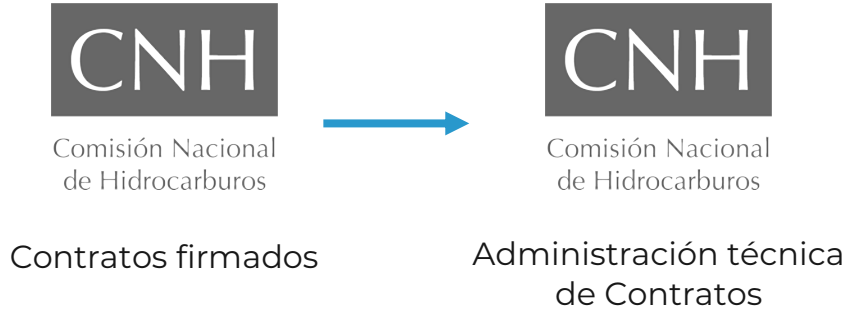 CNH
Comisión Nacional
de Hidrocarburos
Contratos firmados
CNH
Comisión Nacional
de Hidrocarburos
Administración técnica
de Contratos